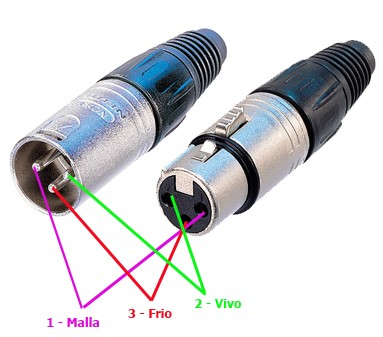 2 - Vivo
3 - Frio
1 - Malla